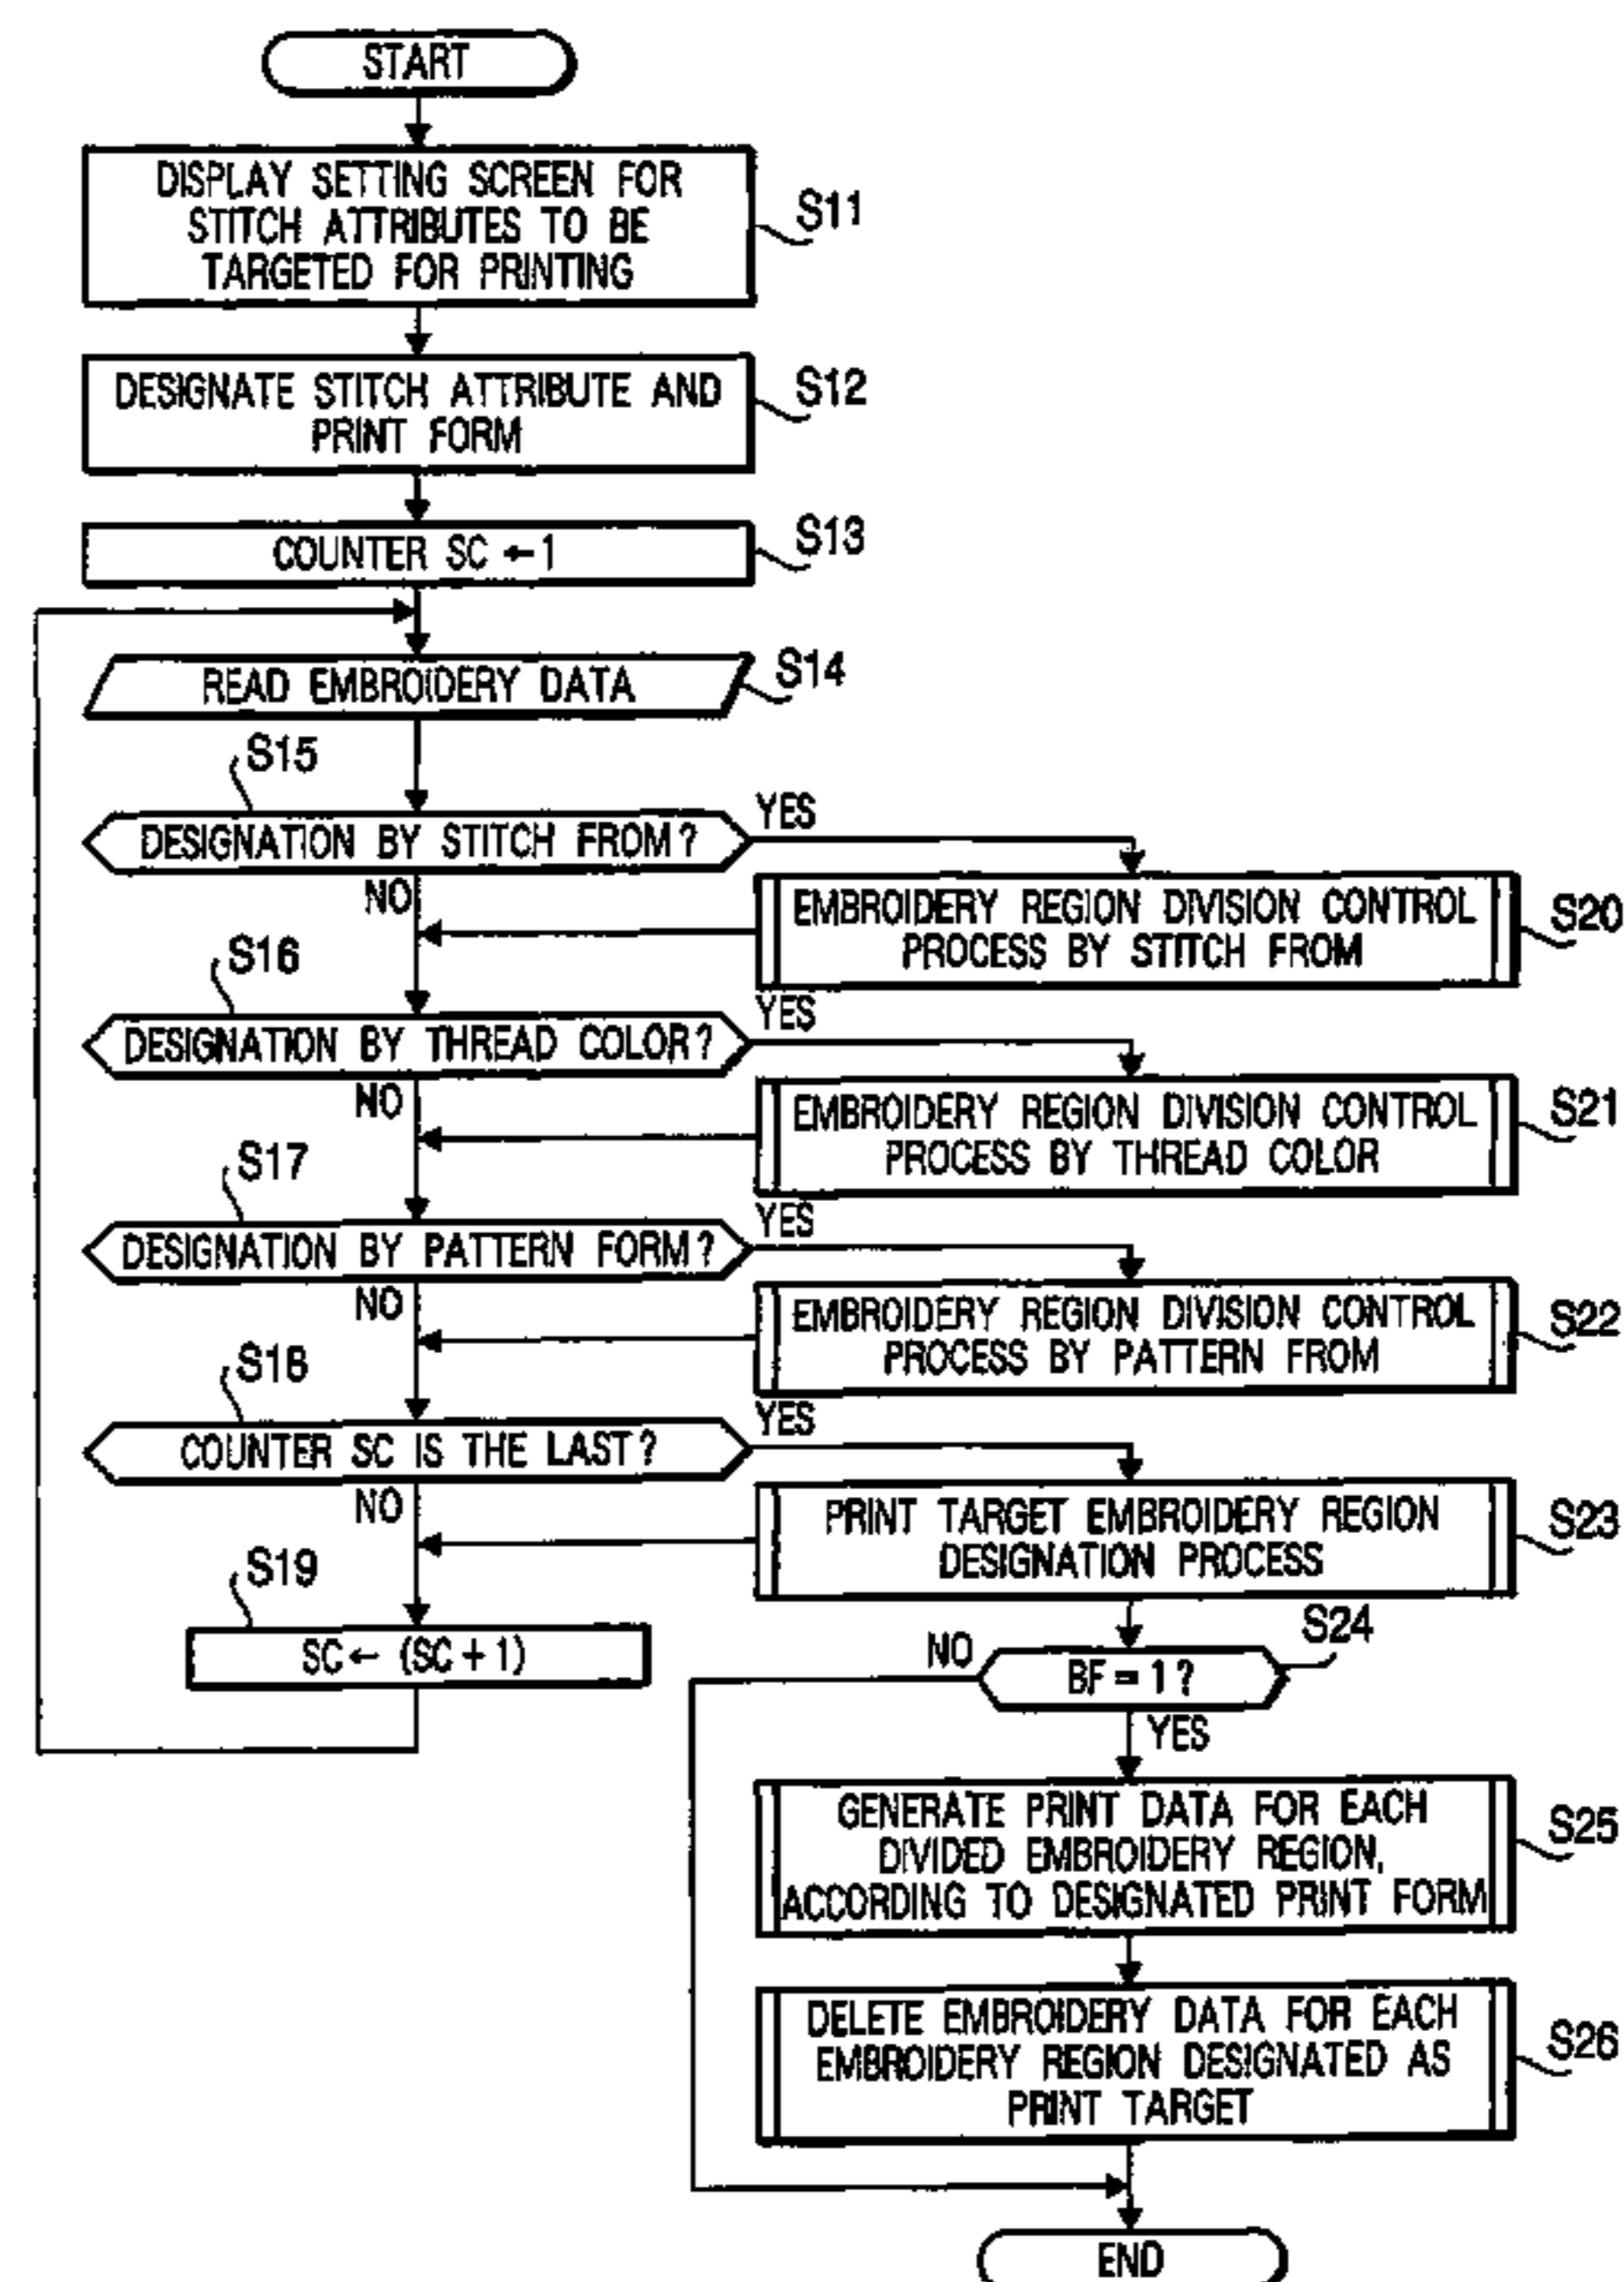 START
DISPLAY SETTING SCREEN FOR
STITCH ATTRIBUTES TO BE
TARGETED FOR PRINTING
S11
DESIGNATE STITCH ATTRIBUTE AND
PRINT FORM
S12
COUNTER SC ←1
S13
READ EMBROIDERY DATA
S14
S15
DESIGNATION BY STITCH FROM?
YES
NO
EMBROIDERY REGION DIVISION CONTROL
PROCESS BY STITCH FROM
S20
S16
DESIGNATION BY THREAD COLOR?
YES
NO
EMBROIDERY REGION DIVISION CONTROL
PROCESS BY THREAD COLOR
S21
S17
DESIGNATION BY PATTERN FORM?
YES
NO
EMBROIDERY REGION DIVISION CONTROL
PROCESS BY PATTERN FROM
S22
S18
COUNTER SC IS THE LAST?
YES
NO
PRINT TARGET EMBROIDERY REGION
DESIGNATION PROCESS
S23
S19
SC← (SC+1)
S24
NO
BF=1?
YES
GENERATE PRINT DATA FOR EACH
DIVIDED EMBROIDERY REGION,
ACCORDING TO DESIGNATED PRINT FORM
S25
DELETE EMBROIDERY DATA FOR EACH
EMBROIDERY REGION DESIGNATED AS
PRINT TARGET
S26
END